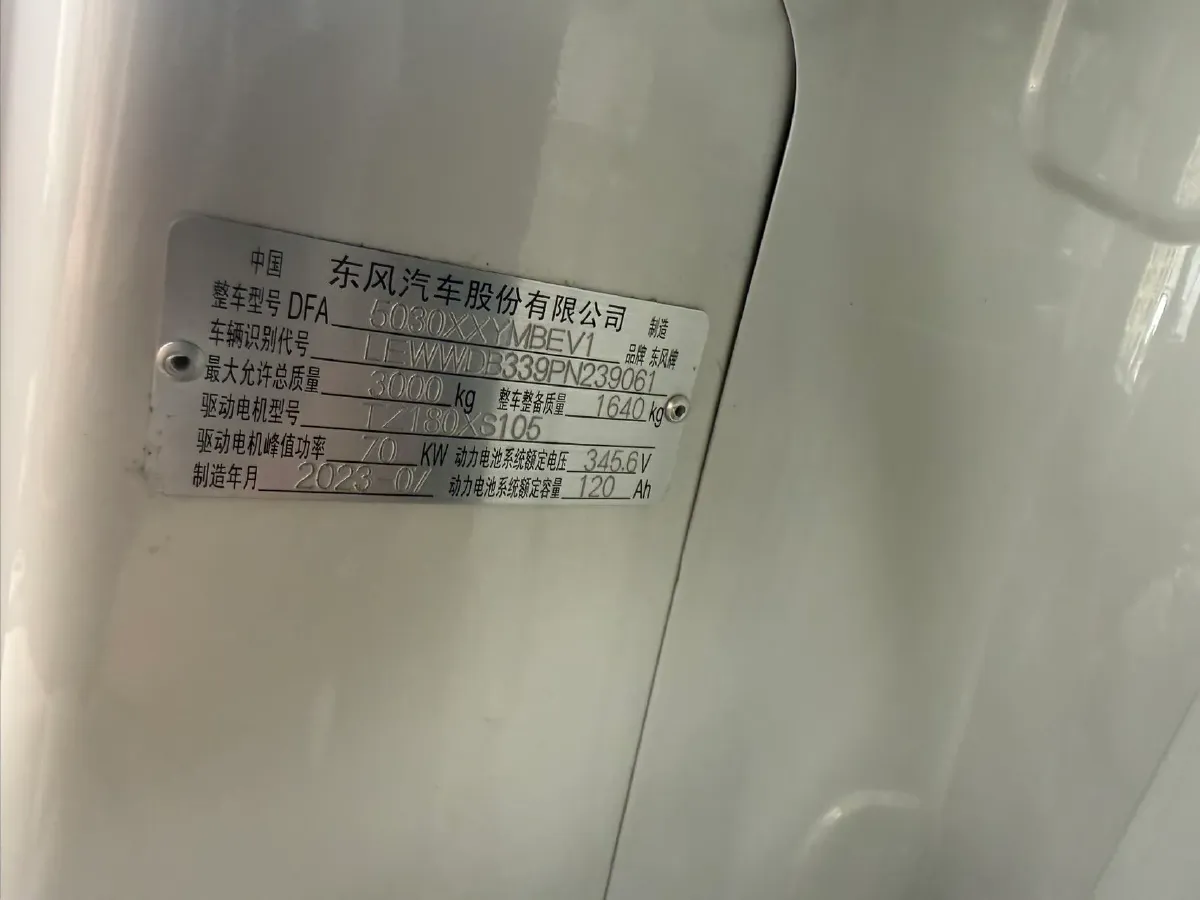 中国 东风汽车股份有限公司 制造
整车型号 DFA 5030XXYMBEV1 品牌 东风牌
车辆识别代号 LEWWDB339PN239061
最大允许总质量 3000 kg 整车整备质量 1640 kg
驱动电机型号 TZ180XS105
驱动电机峰值功率 70 KW 动力电池系统额定电压 345.6 V
制造年月 2023-07 动力电池系统额定容量 120 Ah